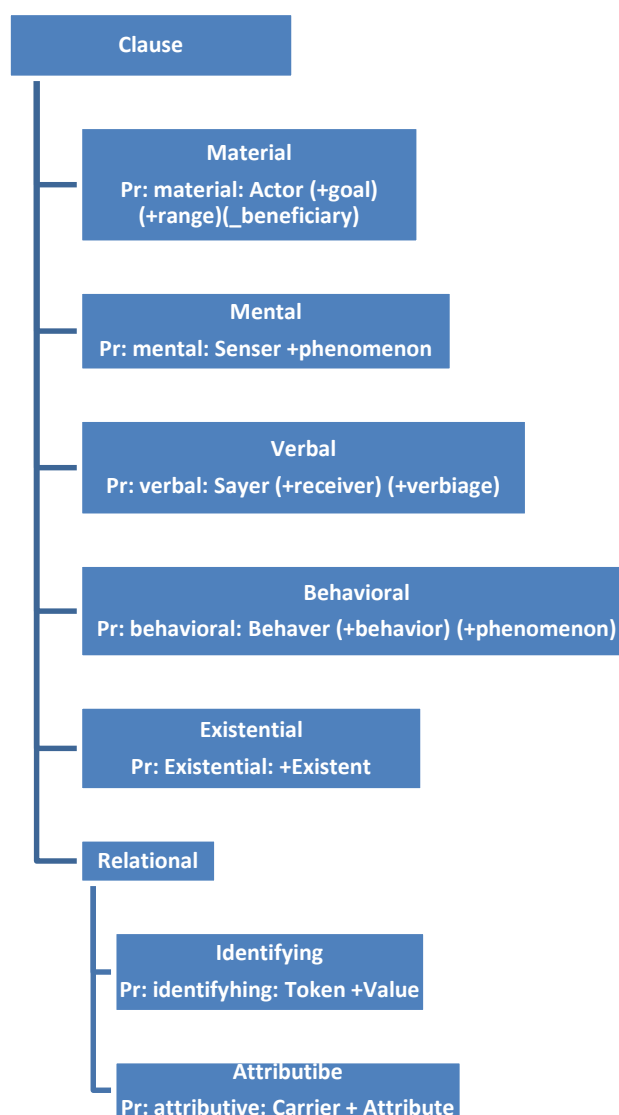 Clause
Material
Pr: material: Actor (+goal)
(+range)(_beneficiary)
Mental
Pr: mental: Senser +phenomenon
Verbal
Pr: verbal: Sayer (+receiver) (+verbiage)
Behavioral
Pr: behavioral: Behaver (+behavior) (+phenomenon)
Existential
Pr: Existential: +Existent
Relational
Identifying
Pr: identifyhing: Token +Value
Attributibe
Pr: attributive: Carrier + Attribute